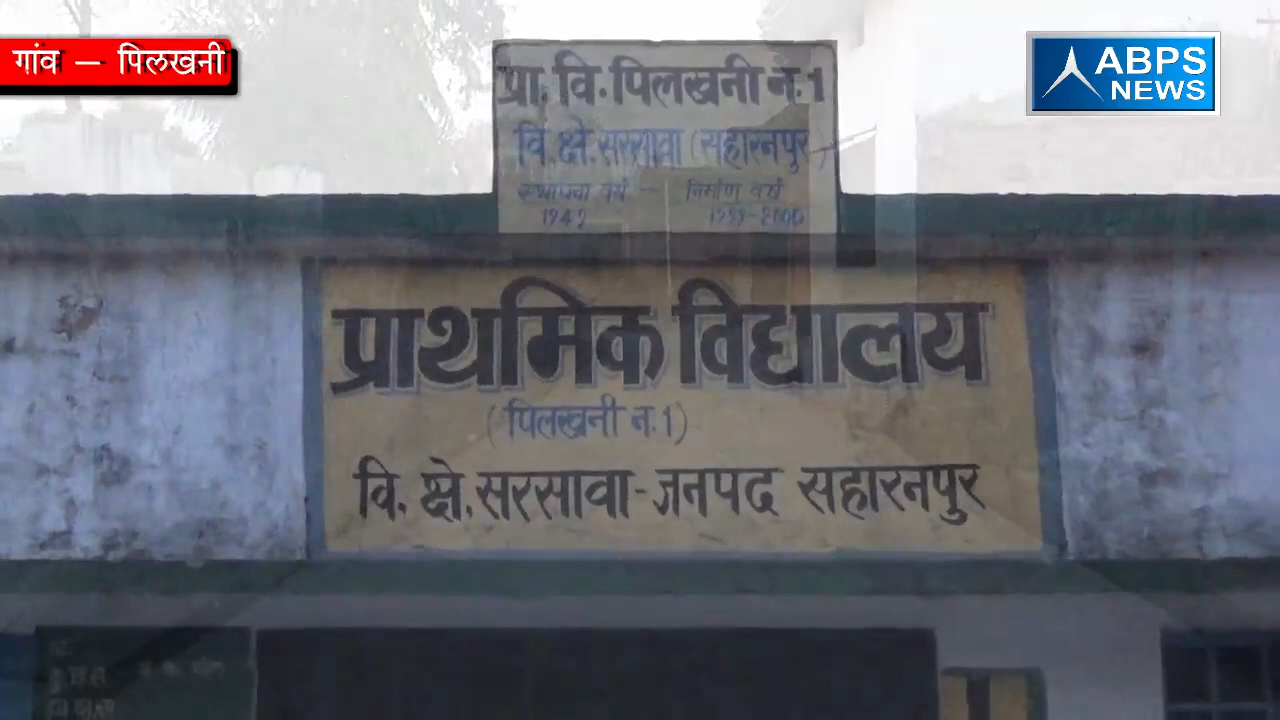 गांव – पिलखनी
ABPS
NEWS
प्रा. वि. पिलखनी न. 1
वि. क्षे. सरसावा (सहारनपुर)
स्थापना वर्ष – निर्माण वर्ष
1949 1999-2000
प्राथमिक विद्यालय
(पिलखनी न. 1)
वि. क्षे. सरसावा-जनपद सहारनपुर